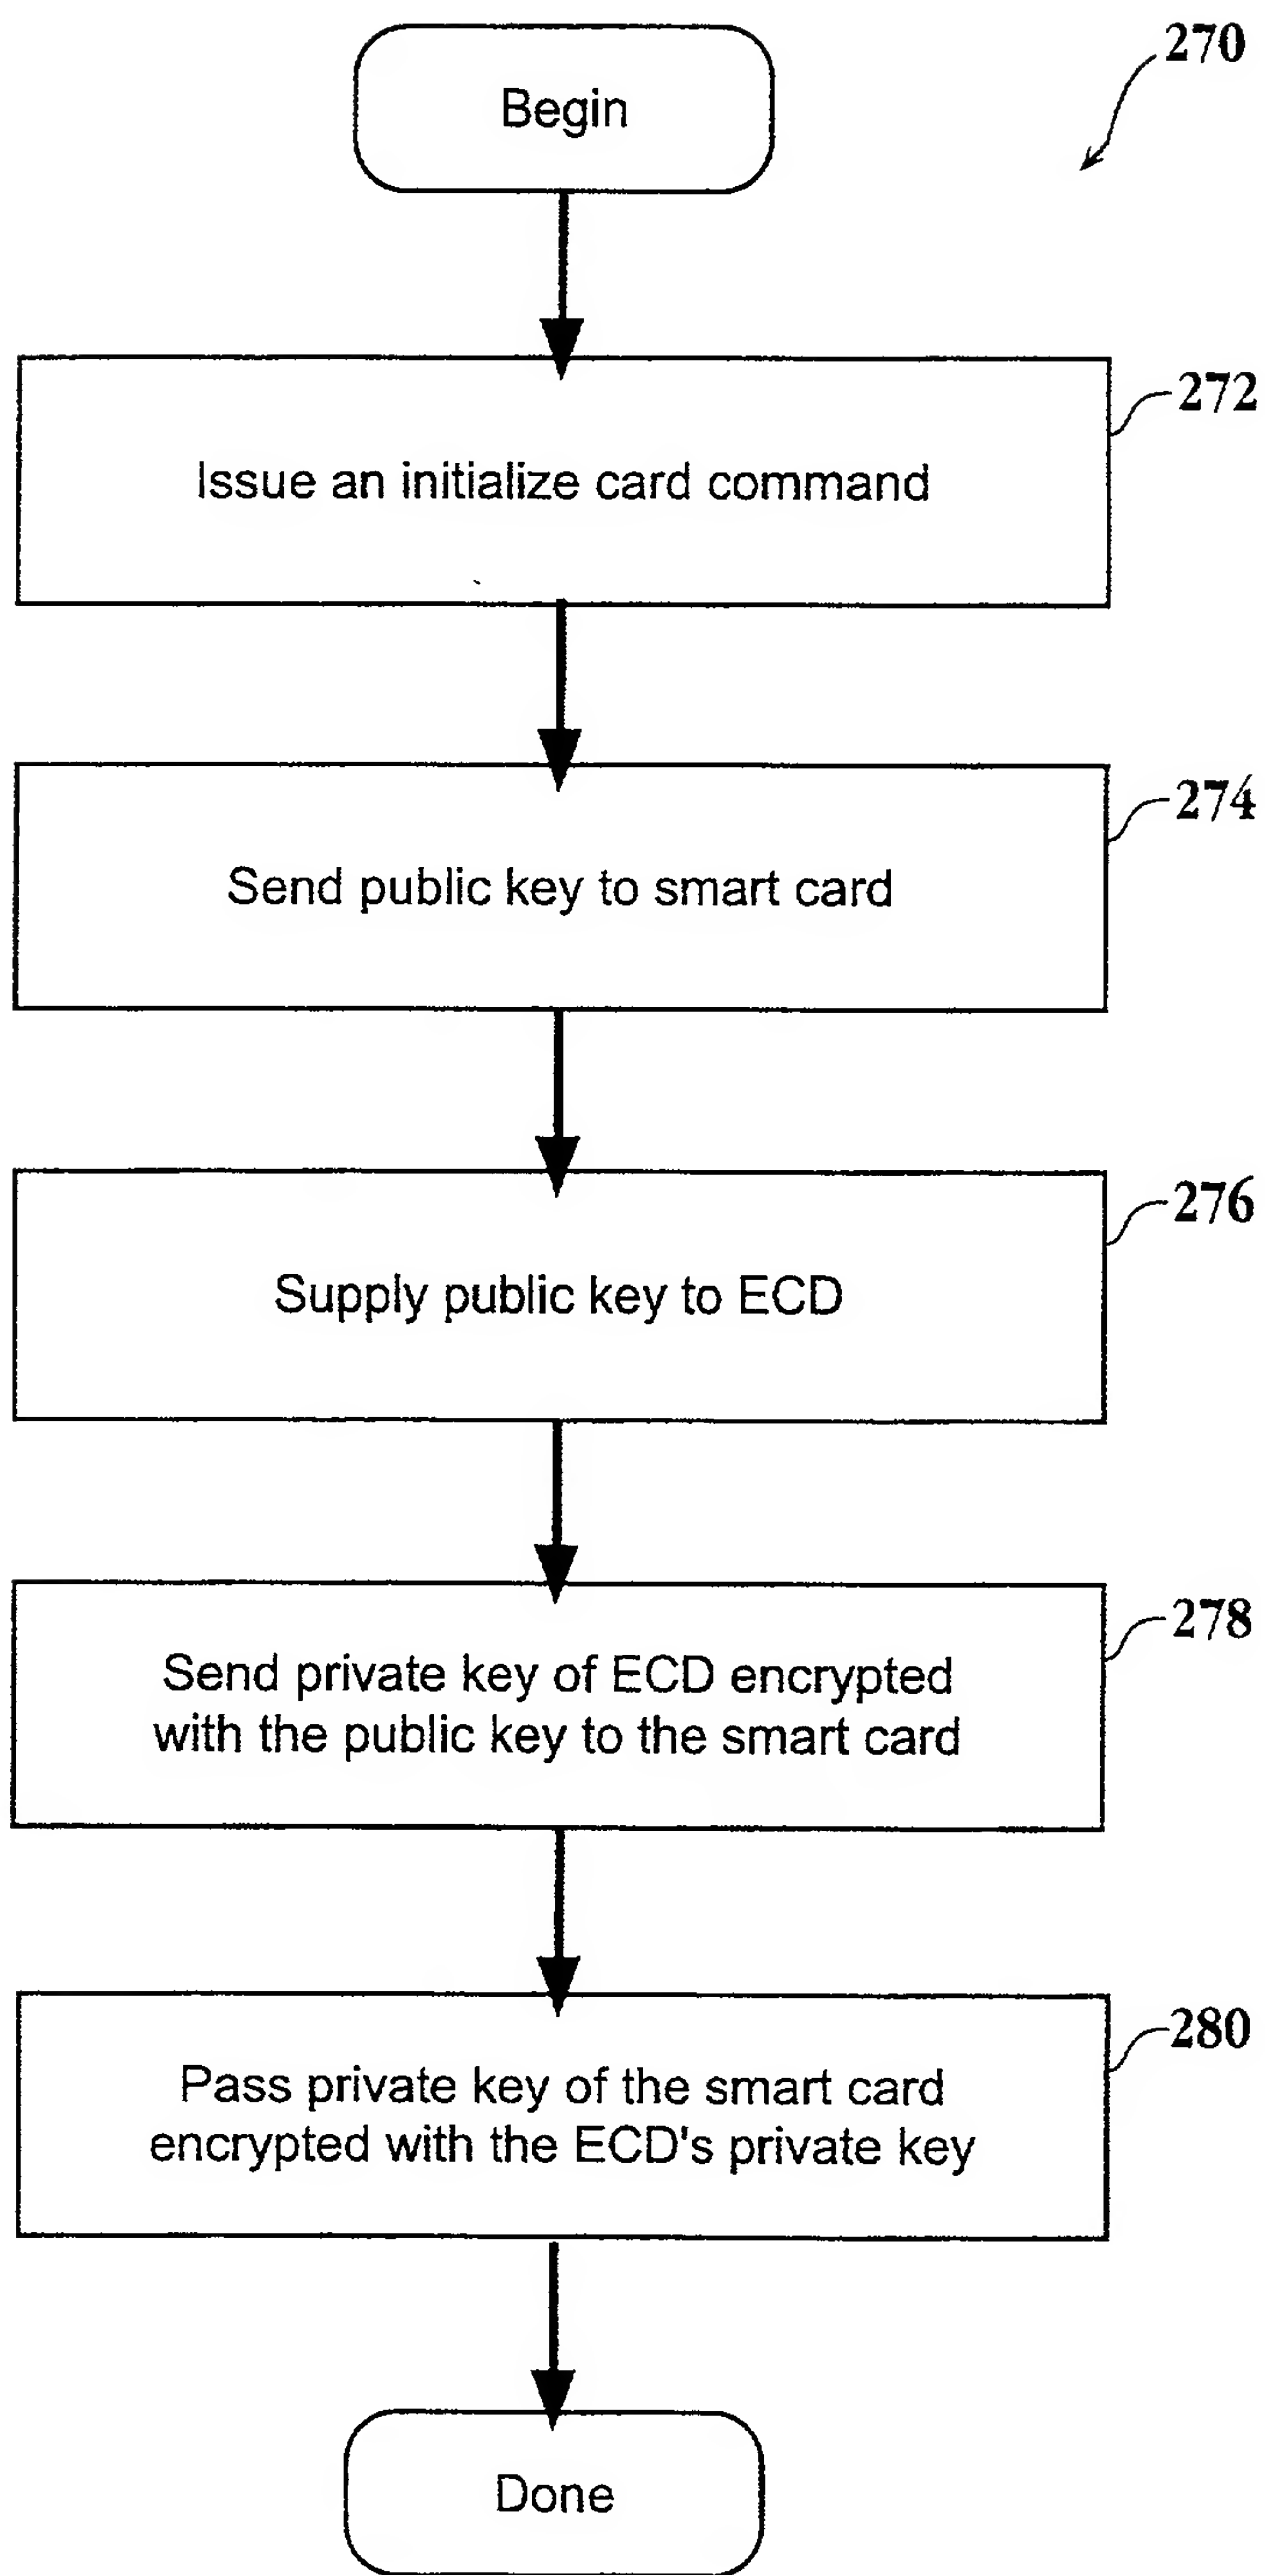 270
Begin
272
Issue an initialize card command
274
Send public key to smart card
276
Supply public key to ECD
278
Send private key of ECD encrypted
with the public key to the smart card
280
Pass private key of the smart card
encrypted with the ECD's private key
Done